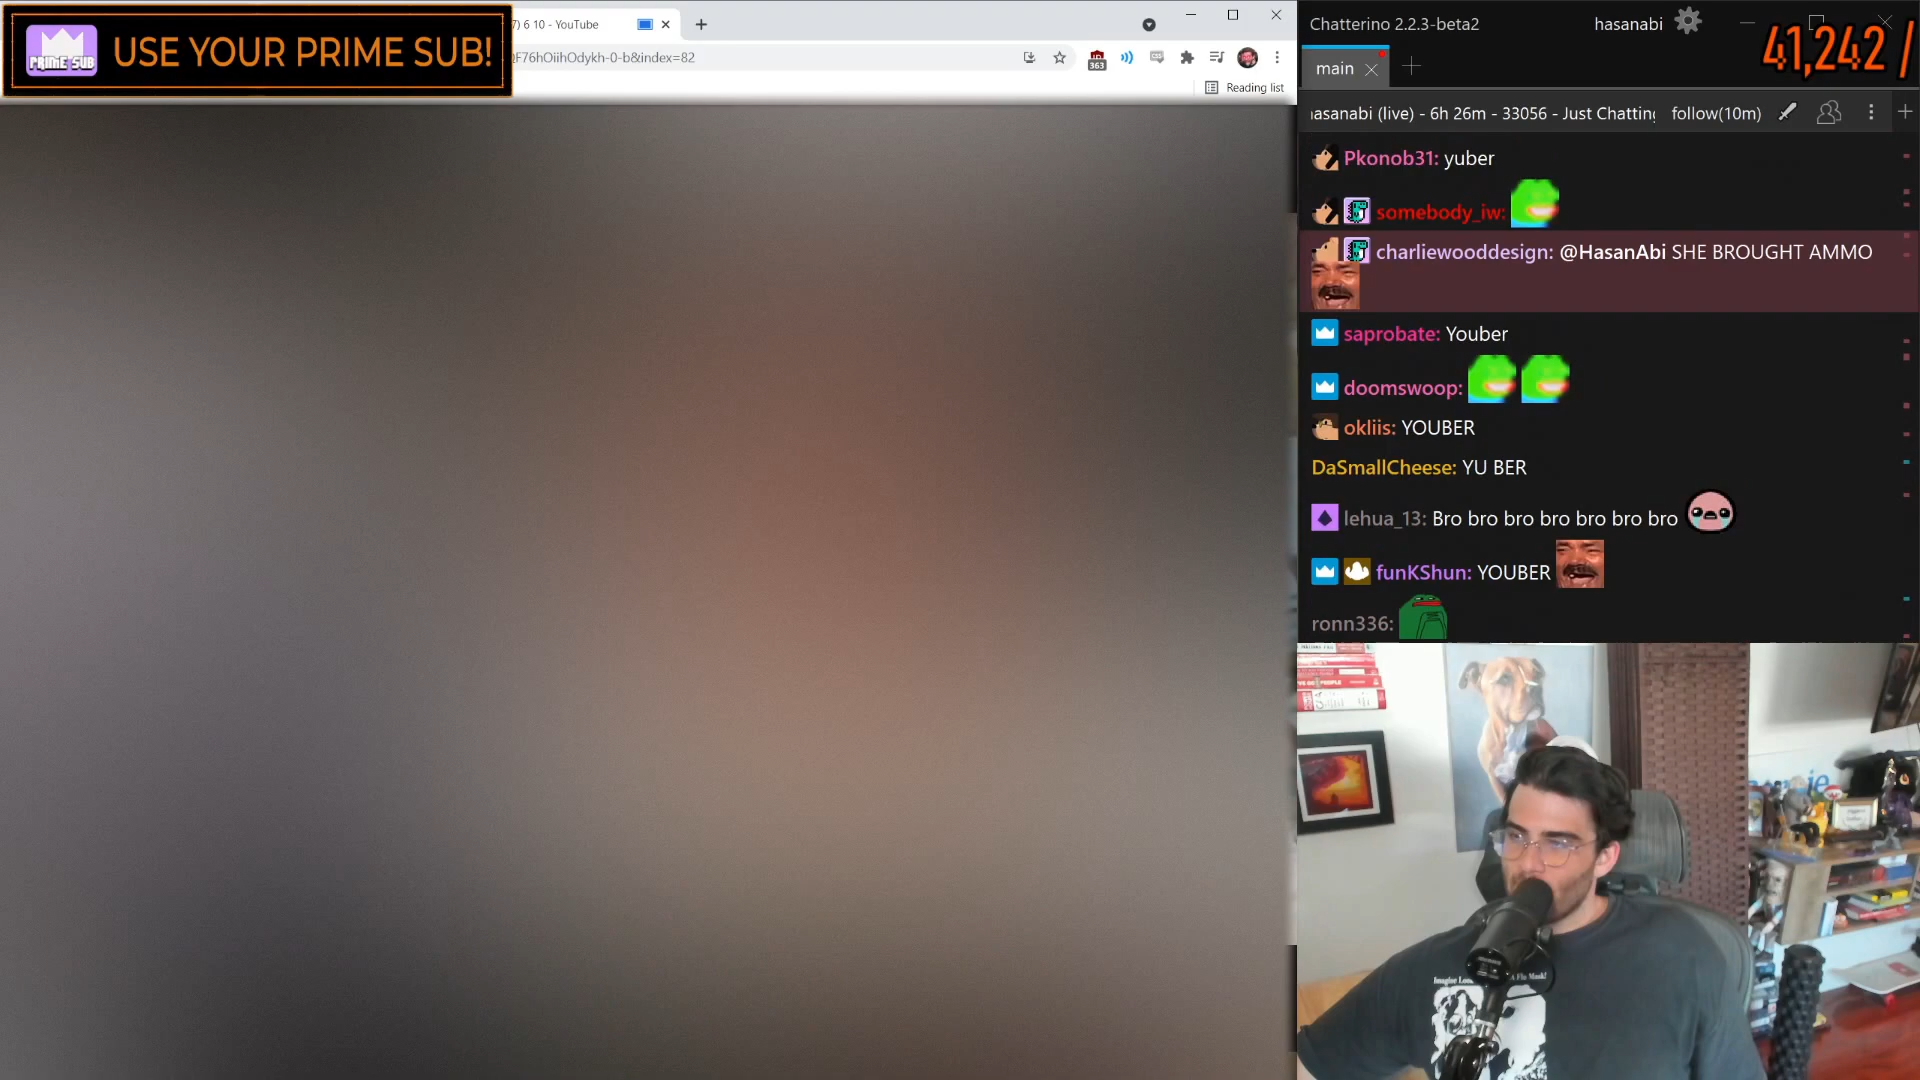 PRIME SUB
USE YOUR PRIME SUB!
7) 6 10 - YouTube
F76hOiihOdykh-0-b&index=82
363
Reading list
Chatterino 2.2.3-beta2
hasanabi
41,242 /
main
asanabi (live) - 6h 26m - 33056 - Just Chatting
follow(10m)
Pkonob31: yuber
somebody_iw:
charliewooddesign: @HasanAbi SHE BROUGHT AMMO
saprobate: Youber
doomswoop:
okliis: YOUBER
DaSmallCheese: YU BER
lehua_13: Bro bro bro bro bro bro bro
funKShun: YOUBER
ronn336: